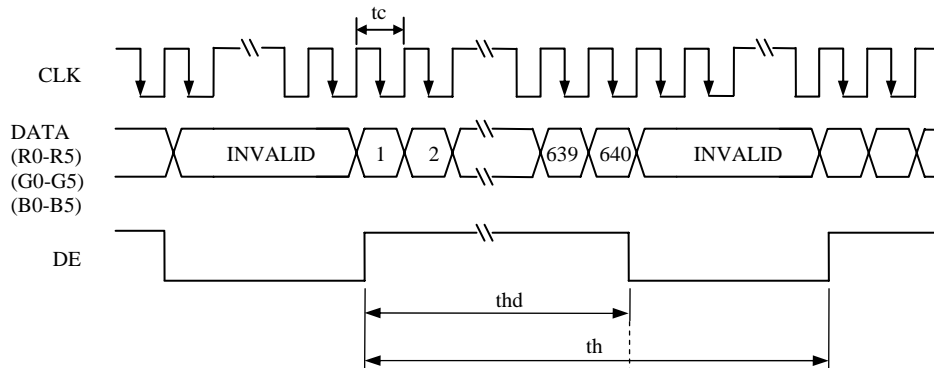 tc
CLK
DATA
(R0-R5)
(G0-G5)
(B0-B5)
INVALID 1 2 639 640 INVALID
DE
thd
th